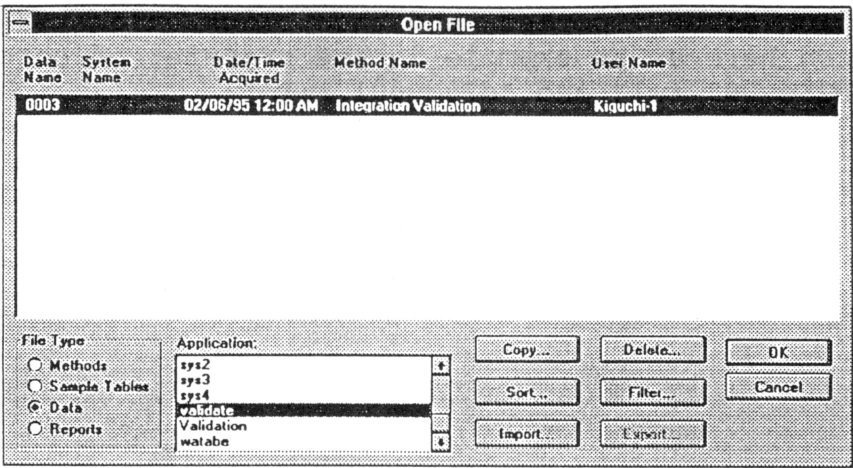 Open File
Data System Date/Time Method Name User Name
Name Name Acquired
0003 02/06/95 12:00 AM Integration Validation Kiguchi-1
File Type Application:
Methods
Sample Tables
Data
Reports
sys2
sys3
sys4
validate
Validation
watabe
Copy... Delete... OK
Sort... Filter... Cancel
Import... Export...